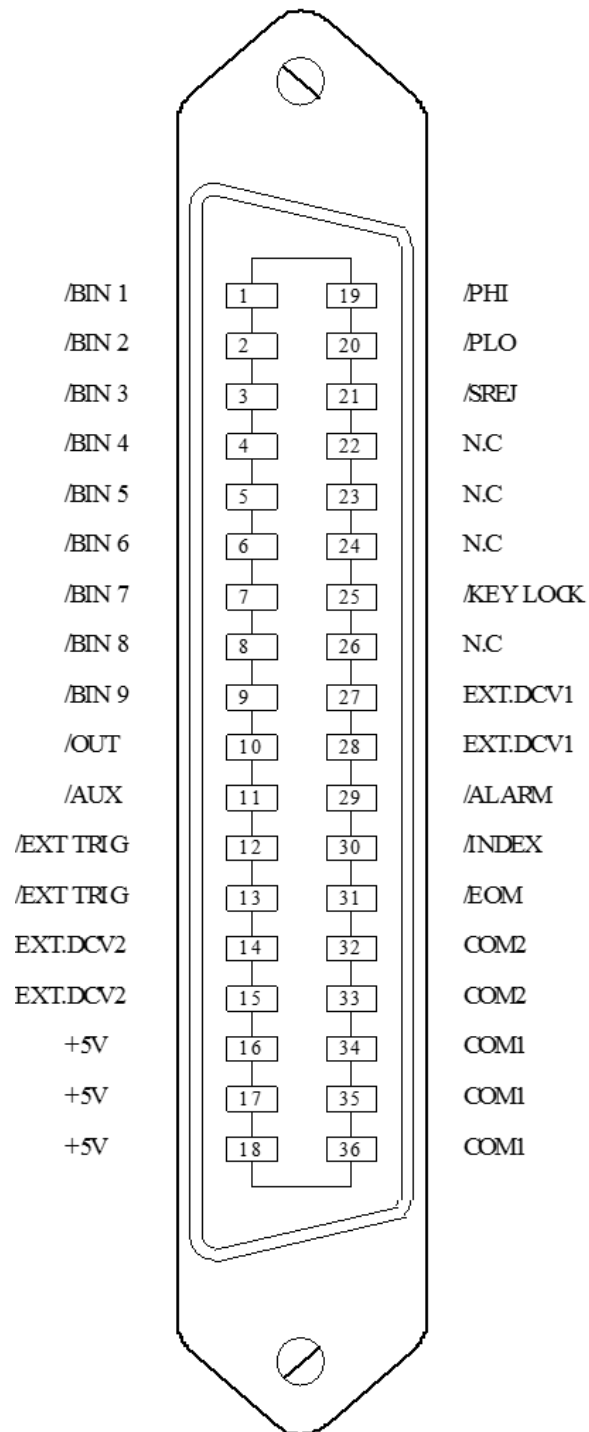 /BIN 1 1 19 /PHI
/BIN 2 2 20 /PLO
/BIN 3 3 21 /SREJ
/BIN 4 4 22 N.C
/BIN 5 5 23 N.C
/BIN 6 6 24 N.C
/BIN 7 7 25 /KEY LOCK
/BIN 8 8 26 N.C
/BIN 9 9 27 EXT.DCV1
/OUT 10 28 EXT.DCV1
/AUX 11 29 /ALARM
/EXT TRIG 12 30 /INDEX
/EXT TRIG 13 31 /EOM
EXT.DCV2 14 32 COM2
EXT.DCV2 15 33 COM2
+5V 16 34 COM1
+5V 17 35 COM1
+5V 18 36 COM1